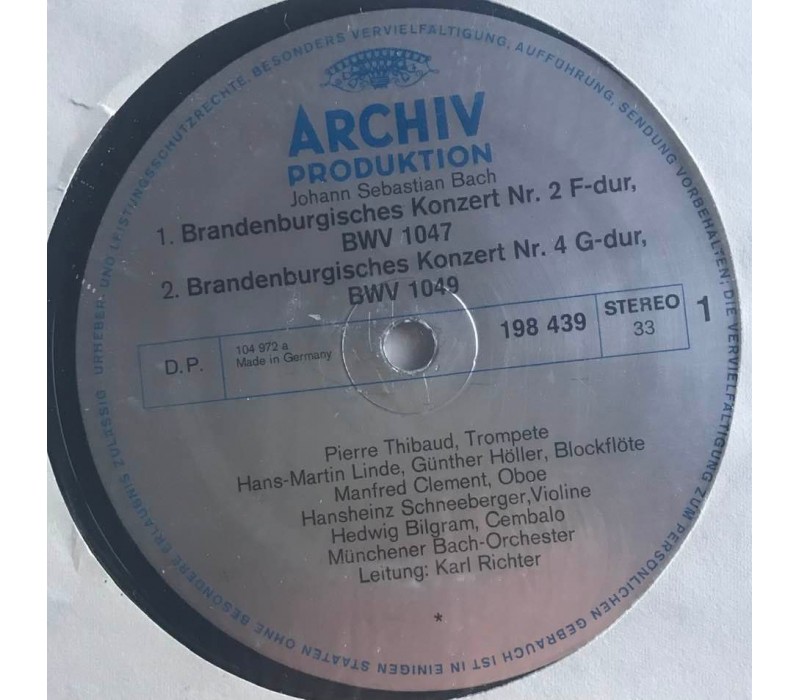 URHEBER- UND LEISTUNGSSCHUTZRECHTE, BESONDERS VERVIELFÄLTIGUNG, AUFFÜHRUNG, SENDUNG VORBEHALTEN; DIE VERVIELFÄLTIGUNG ZUM PERSÖNLICHEN GEBRAUCH IST IN EINIGEN STAATEN OHNE BESONDERE ERLAUBNIS ZULÄSSIG
ARCHIV
PRODUKTION
Johann Sebastian Bach
1. Brandenburgisches Konzert Nr. 2 F-dur,
BWV 1047
2. Brandenburgisches Konzert Nr. 4 G-dur,
BWV 1049
D.P.
104 972 a
Made in Germany
198 439
STEREO
33
1
Pierre Thibaud, Trompete
Hans-Martin Linde, Günther Höller, Blockflöte
Manfred Clement, Oboe
Hansheinz Schneeberger,Violine
Hedwig Bilgram, Cembalo
Münchener Bach-Orchester
Leitung: Karl Richter
*